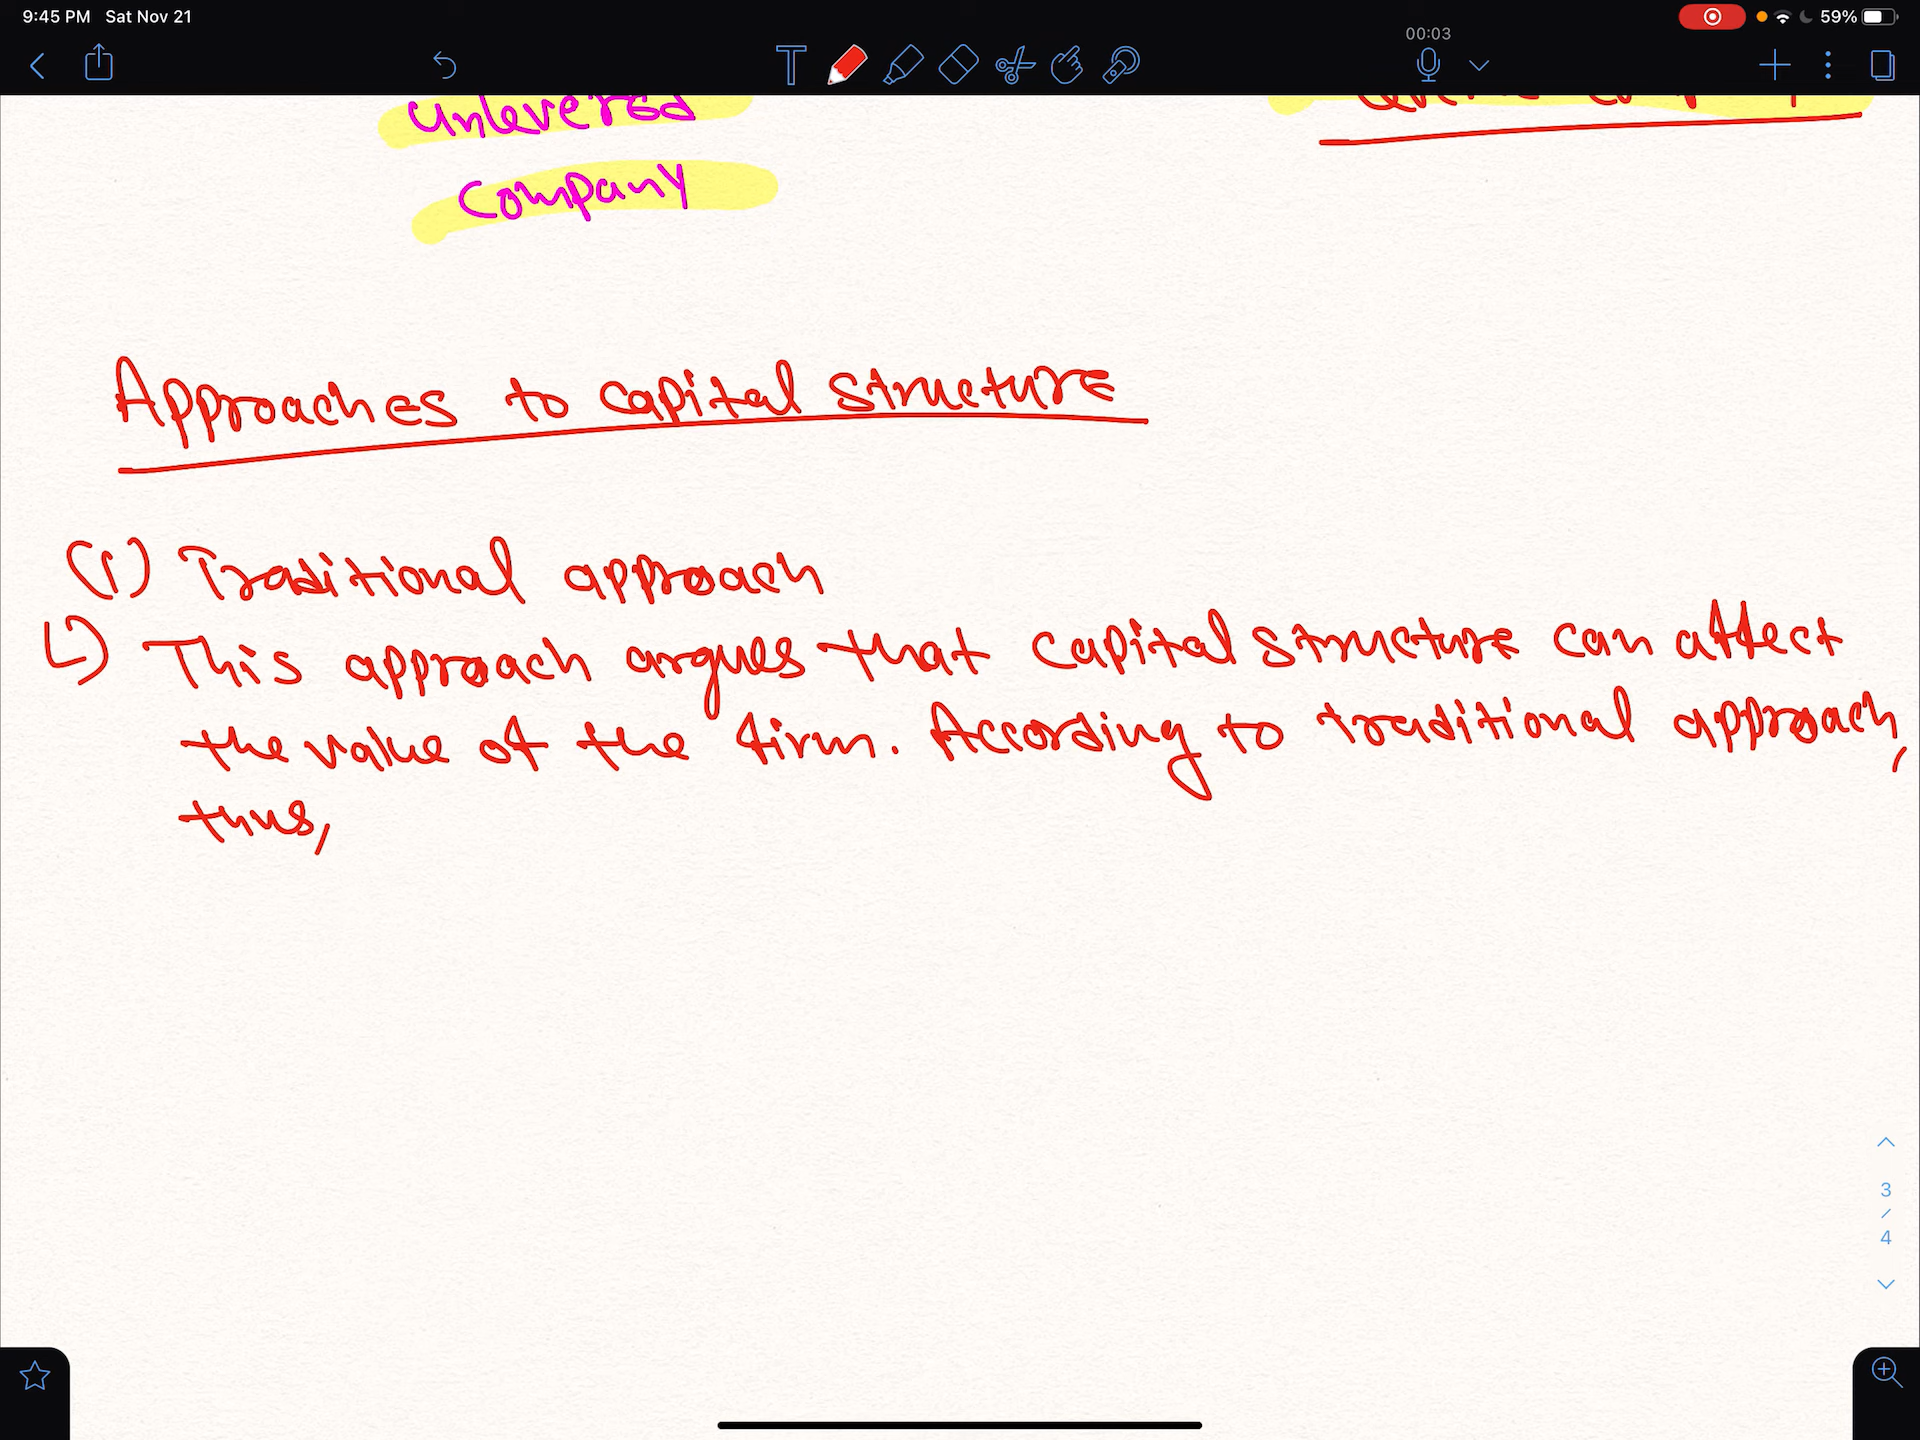 9:45 PM Sat Nov 21
59%
00:03
T
Unlevered
Company
Approaches to capital structure
(1) Traditional approach
↳) This approach argues that capital structure can affect
the value of the firm. According to traditional approach,
thus,
3
/
4